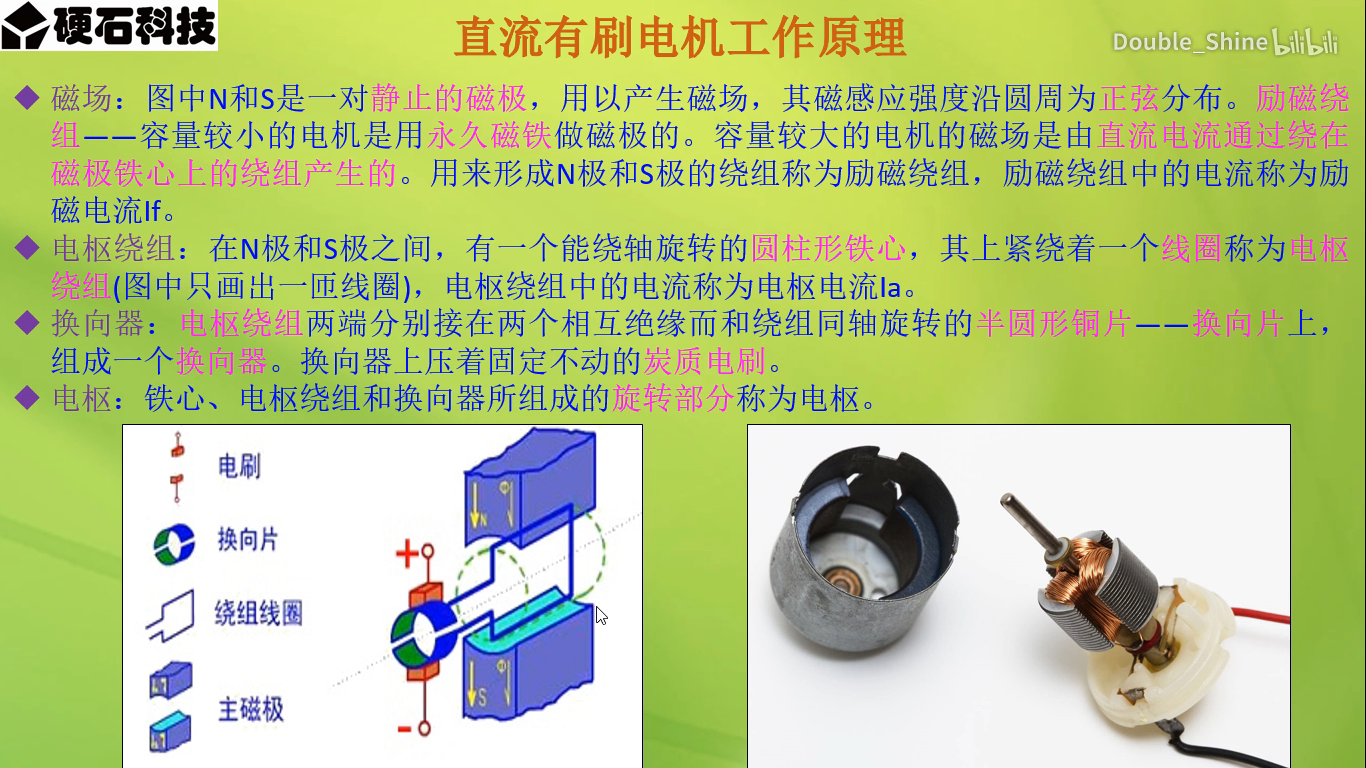 硬石科技
直流有刷电机工作原理
Double_Shine bilibili
磁场：图中N和S是一对静止的磁极，用以产生磁场，其磁感应强度沿圆周为正弦分布。励磁绕
组——容量较小的电机是用永久磁铁做磁极的。容量较大的电机的磁场是由直流电流通过绕在
磁极铁心上的绕组产生的。用来形成N极和S极的绕组称为励磁绕组，励磁绕组中的电流称为励
磁电流If。
电枢绕组：在N极和S极之间，有一个能绕轴旋转的圆柱形铁心，其上紧绕着一个线圈称为电枢
绕组(图中只画出一匝线圈)，电枢绕组中的电流称为电枢电流Ia。
换向器：电枢绕组两端分别接在两个相互绝缘而和绕组同轴旋转的半圆形铜片——换向片上，
组成一个换向器。换向器上压着固定不动的炭质电刷。
电枢：铁心、电枢绕组和换向器所组成的旋转部分称为电枢。
电刷
换向片
绕组线圈
主磁极
N
+
S
-